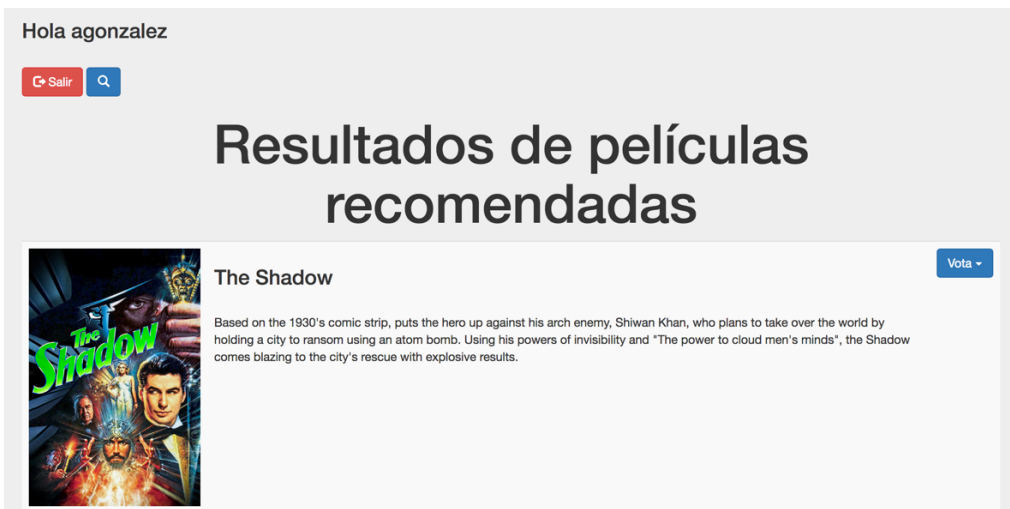 Hola agonzalez
Salir
Resultados de películas
recomendadas
The Shadow
Vota
Based on the 1930's comic strip, puts the hero up against his arch enemy, Shiwan Khan, who plans to take over the world by
holding a city to ransom using an atom bomb. Using his powers of invisibility and "The power to cloud men's minds", the Shadow
comes blazing to the city's rescue with explosive results.
The
Shadow